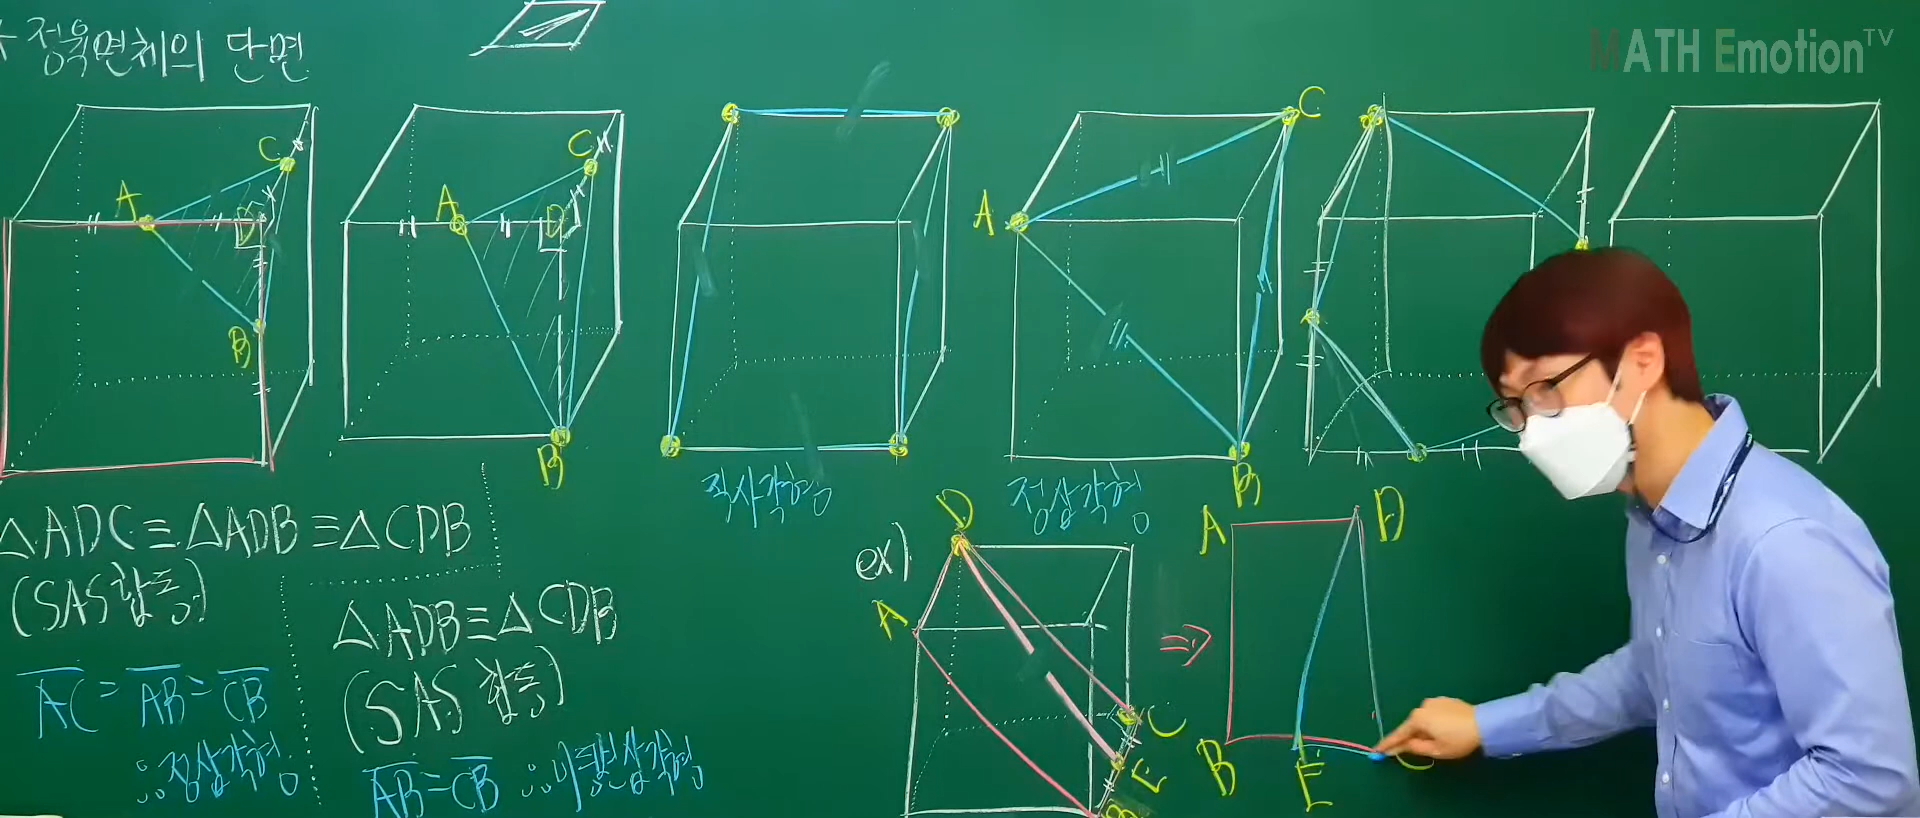 정육면체의 단면
MATH Emotion TV
C
A
D
B
C
A
D
B
직사각형
A
C
B
정삼각형
△ADC≡△ADB≡△CDB
(SAS합동)
AC=AB=CB
∴정삼각형
△ADB≡△CDB
(SAS 합동)
AB=CB ∴이등변삼각형
ex)
D
A
C
E
B
⇒
A
D
B
E
C